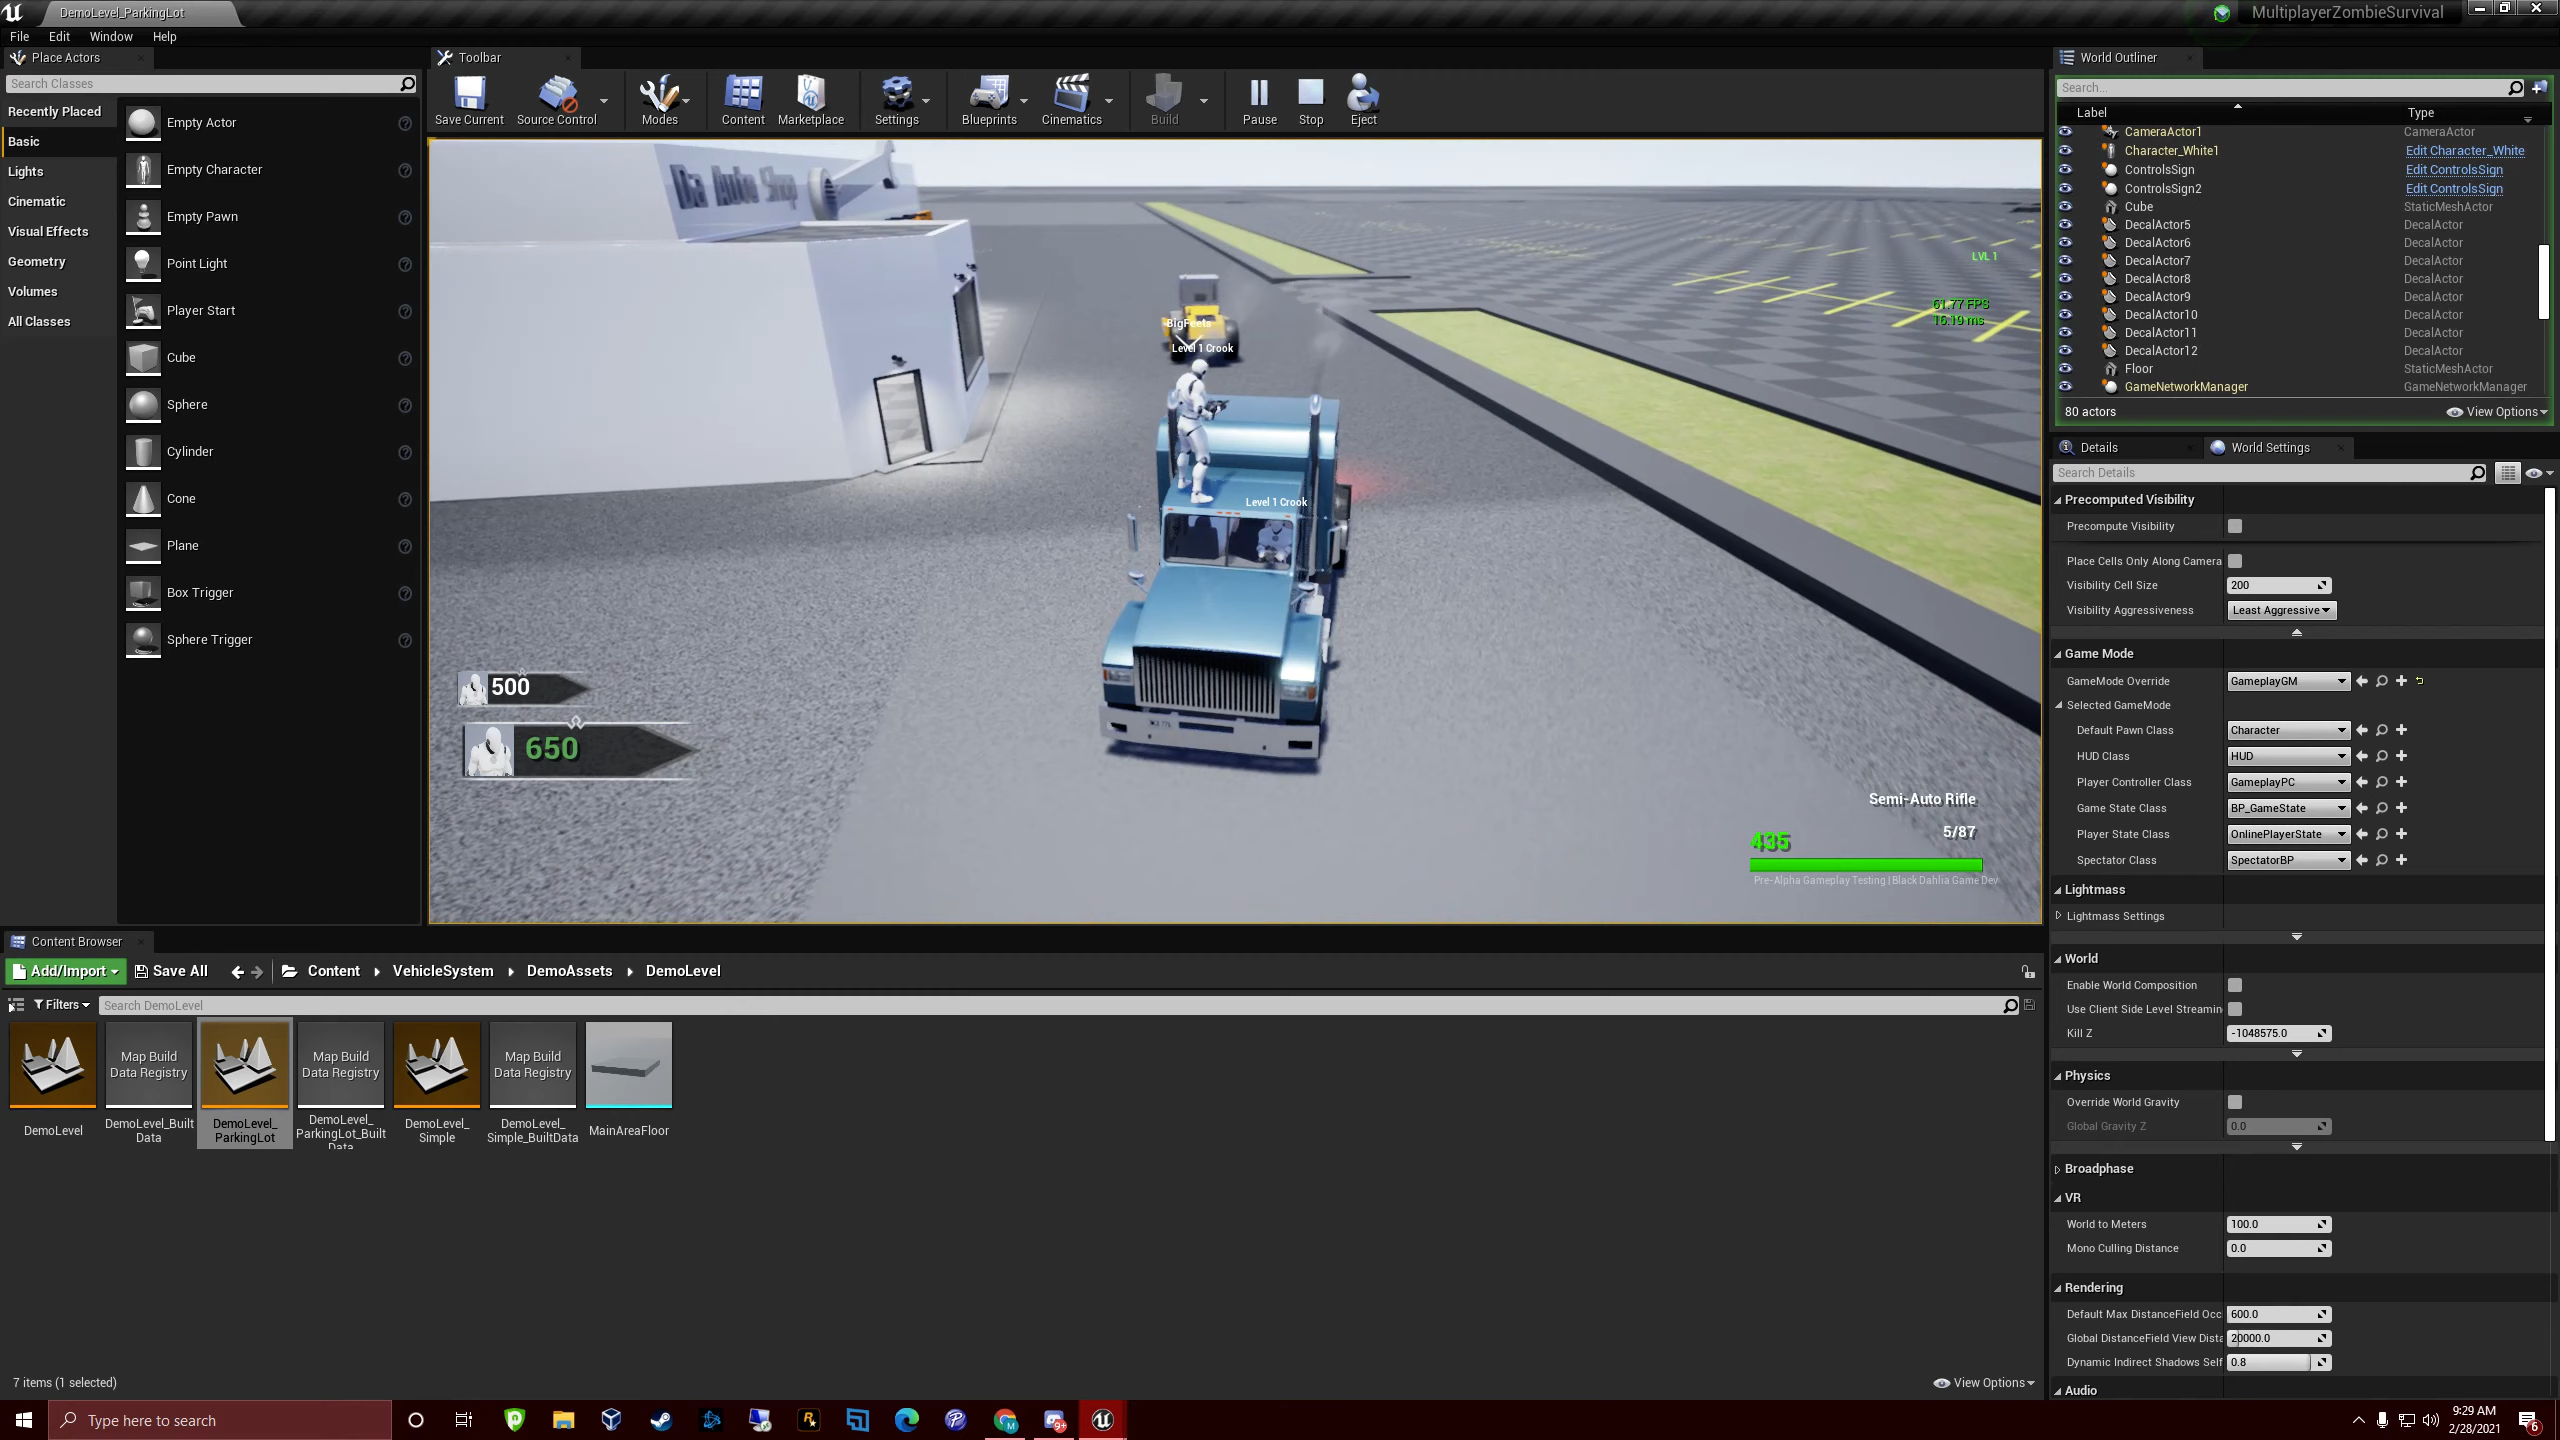 DemoLevel_ParkingLot
MultiplayerZombieSurvival
File Edit Window Help
Place Actors
Search Classes
Recently Placed
Basic
Lights
Cinematic
Visual Effects
Geometry
Volumes
All Classes
Empty Actor
Empty Character
Empty Pawn
Point Light
Player Start
Cube
Sphere
Cylinder
Cone
Plane
Box Trigger
Sphere Trigger
Toolbar
Save Current Source Control Modes Content Marketplace Settings Blueprints Cinematics Build Pause Stop Eject
LVL 1
61.77 FPS
16.19 ms
BigFeets
Level 1 Crook
Level 1 Crook
500
650
Semi-Auto Rifle
5/87
435
Pre-Alpha Gameplay Testing | Black Dahlia Game Dev
World Outliner
Search...
Label Type
CameraActor1 CameraActor
Character_White1 Edit Character_White
ControlsSign Edit ControlsSign
ControlsSign2 Edit ControlsSign
Cube StaticMeshActor
DecalActor5 DecalActor
DecalActor6 DecalActor
DecalActor7 DecalActor
DecalActor8 DecalActor
DecalActor9 DecalActor
DecalActor10 DecalActor
DecalActor11 DecalActor
DecalActor12 DecalActor
Floor StaticMeshActor
GameNetworkManager GameNetworkManager
80 actors View Options
Details World Settings
Search Details
Precomputed Visibility
Precompute Visibility
Place Cells Only Along Camera
Visibility Cell Size 200
Visibility Aggressiveness Least Aggressive
Game Mode
GameMode Override GameplayGM
Selected GameMode
Default Pawn Class Character
HUD Class HUD
Player Controller Class GameplayPC
Game State Class BP_GameState
Player State Class OnlinePlayerState
Spectator Class SpectatorBP
Lightmass
Lightmass Settings
World
Enable World Composition
Use Client Side Level Streamin
Kill Z -1048575.0
Physics
Override World Gravity
Global Gravity Z 0.0
Broadphase
VR
World to Meters 100.0
Mono Culling Distance 0.0
Rendering
Default Max DistanceField Occ 600.0
Global DistanceField View Dista 20000.0
Dynamic Indirect Shadows Self 0.8
Audio
Content Browser
Add/Import Save All Content VehicleSystem DemoAssets DemoLevel
Filters Search DemoLevel
Map Build
Data Registry
Map Build
Data Registry
Map Build
Data Registry
DemoLevel
DemoLevel_Built
Data
DemoLevel_
ParkingLot
DemoLevel_
ParkingLot_Built
Data
DemoLevel_
Simple
DemoLevel_
Simple_BuiltData
MainAreaFloor
7 items (1 selected) View Options
Type here to search
9+
9:29 AM
2/28/2021
6